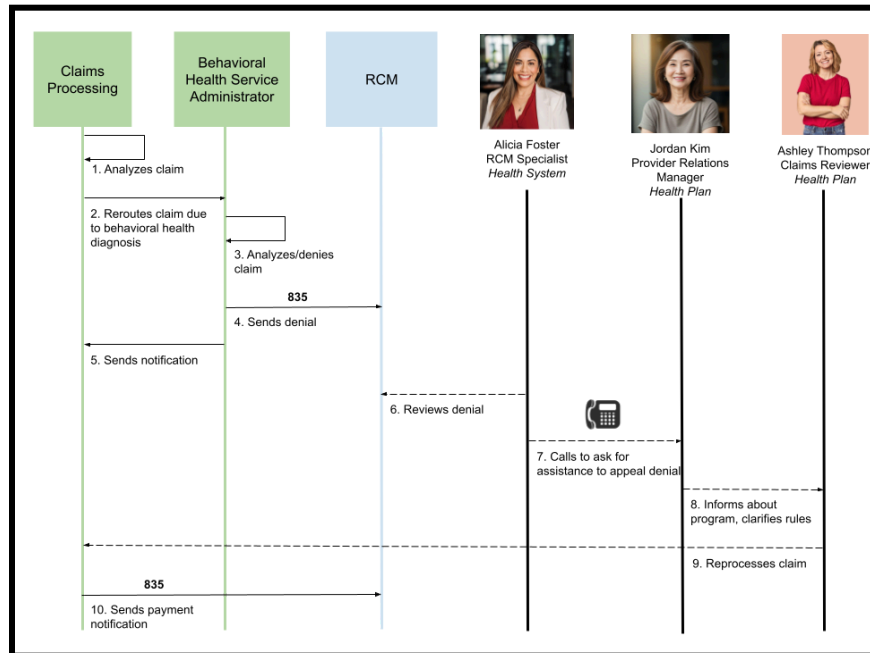 Claims
Processing
Behavioral
Health Service
Administrator
RCM
Alicia Foster
RCM Specialist
Health System
Jordan Kim
Provider Relations
Manager
Health Plan
Ashley Thompson
Claims Reviewer
Health Plan
1. Analyzes claim
2. Reroutes claim due
to behavioral health
diagnosis
3. Analyzes/denies
claim
835
4. Sends denial
5. Sends notification
6. Reviews denial
7. Calls to ask for
assistance to appeal denial
8. Informs about
program, clarifies rules
9. Reprocesses claim
835
10. Sends payment
notification